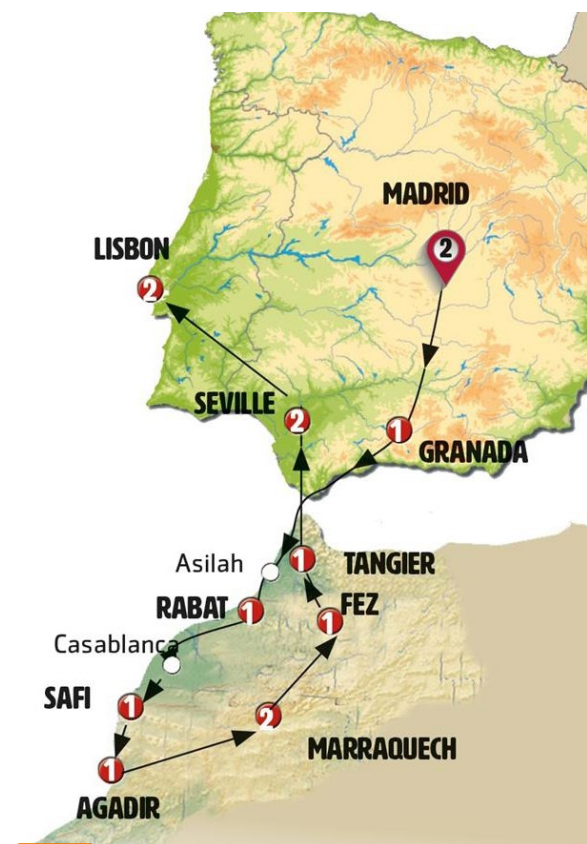 MADRID
2
LISBON
2
SEVILLE
2
1
GRANADA
Asilah
1
TANGIER
RABAT
1
FEZ
1
Casablanca
SAFI
1
2
MARRAQUECH
1
AGADIR